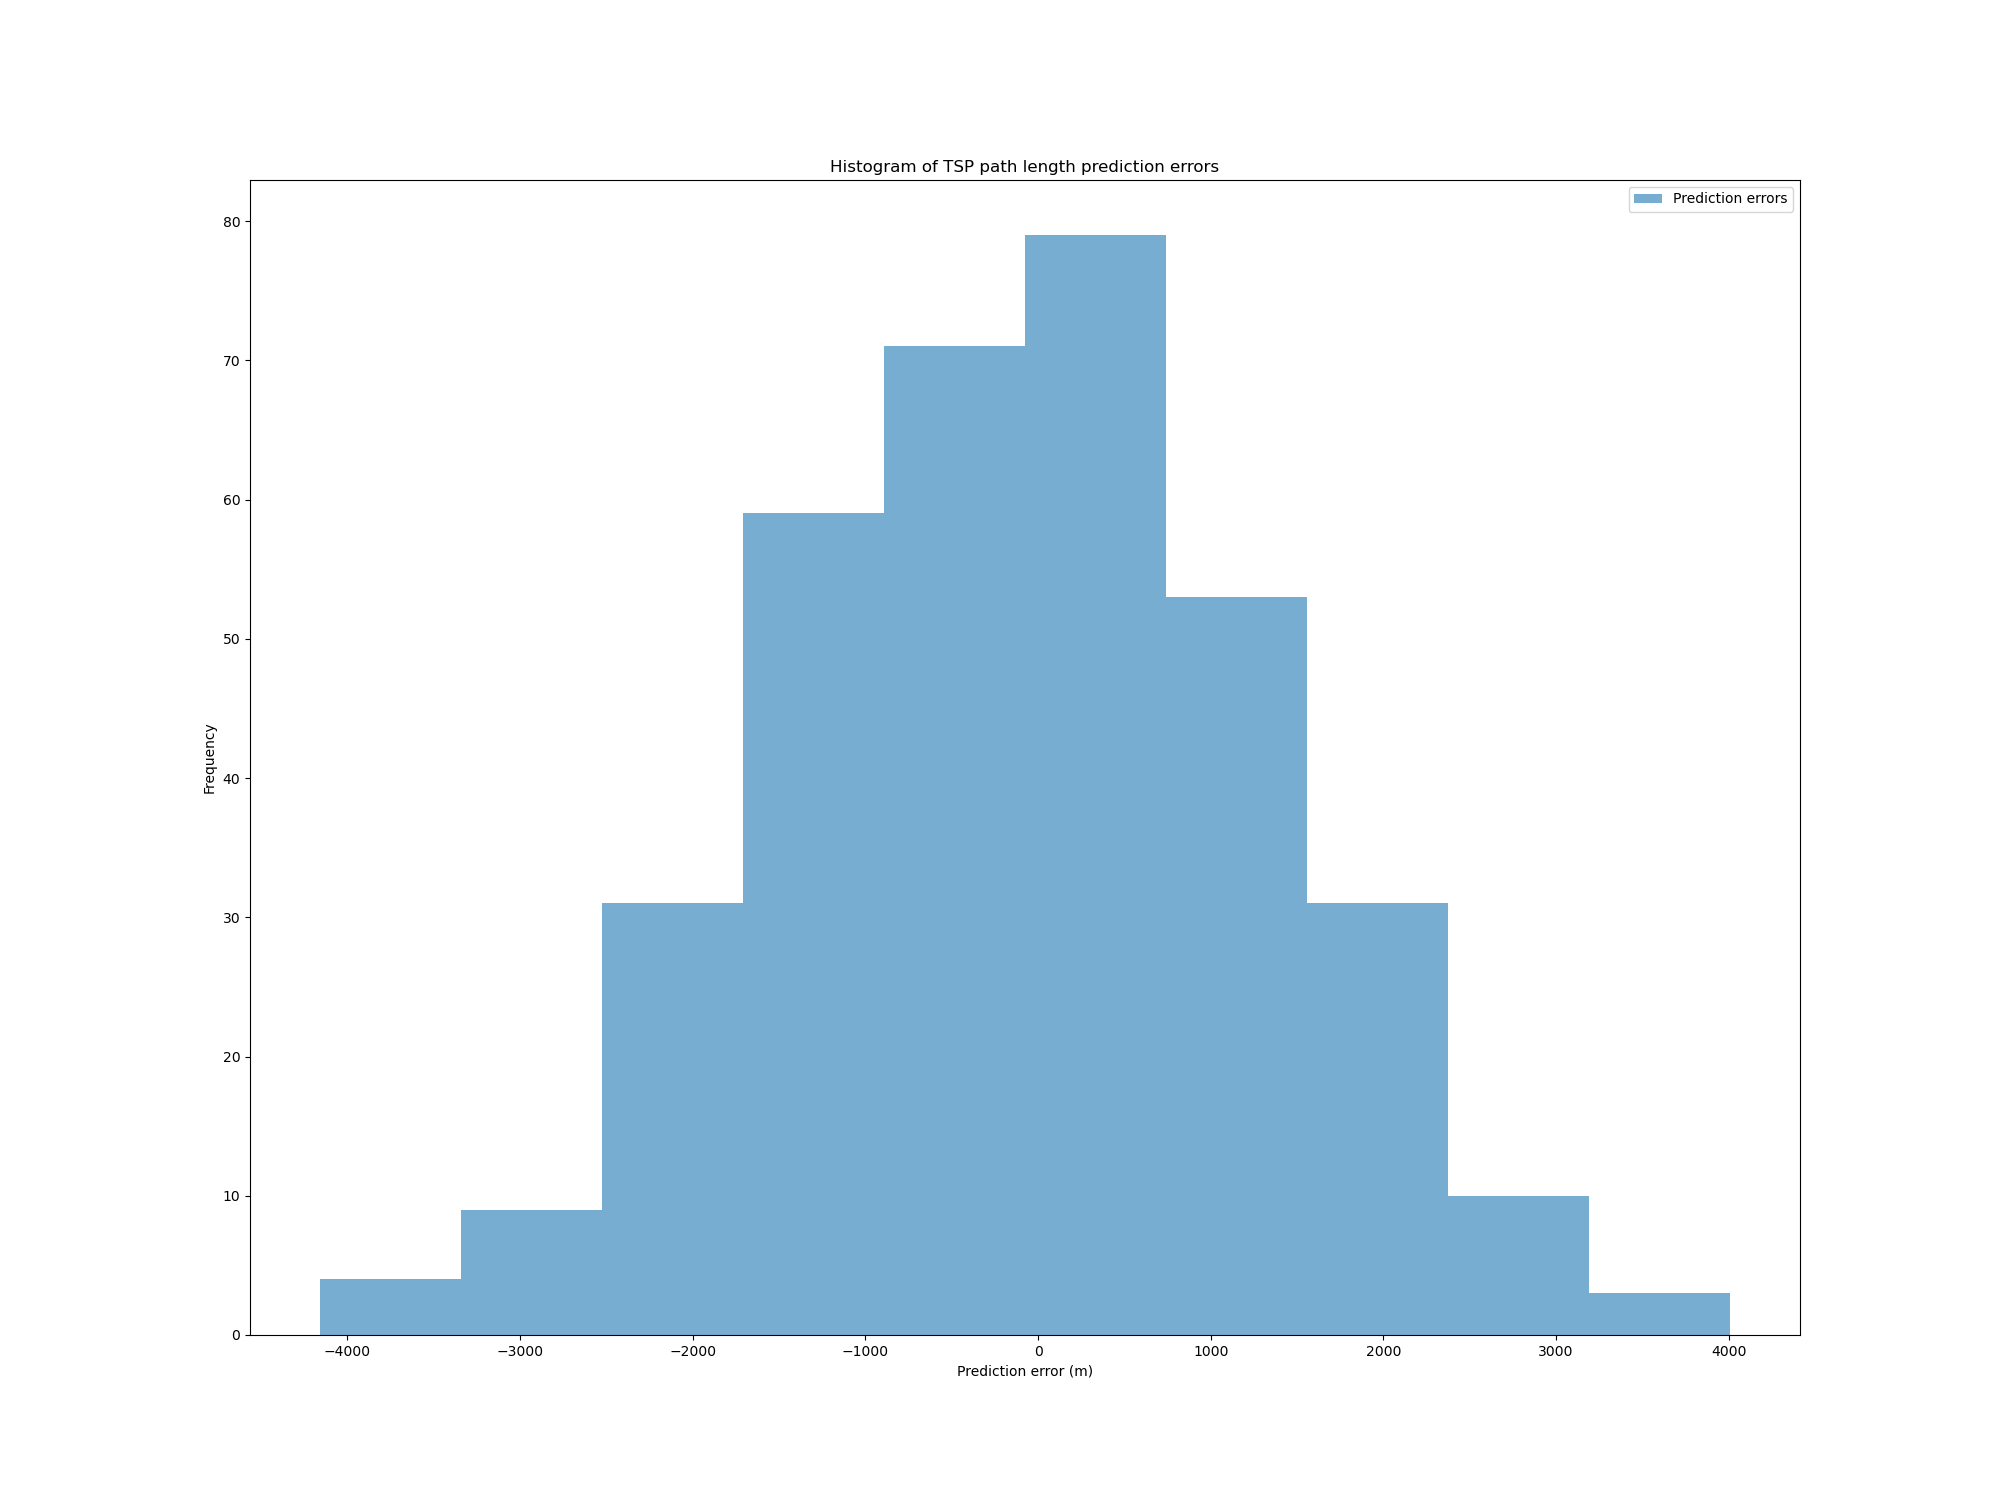 Histogram of TSP path length prediction errors
Prediction errors
80
70
60
50
40
30
20
10
0
Frequency
−4000 −3000 −2000 −1000 0 1000 2000 3000 4000
Prediction error (m)